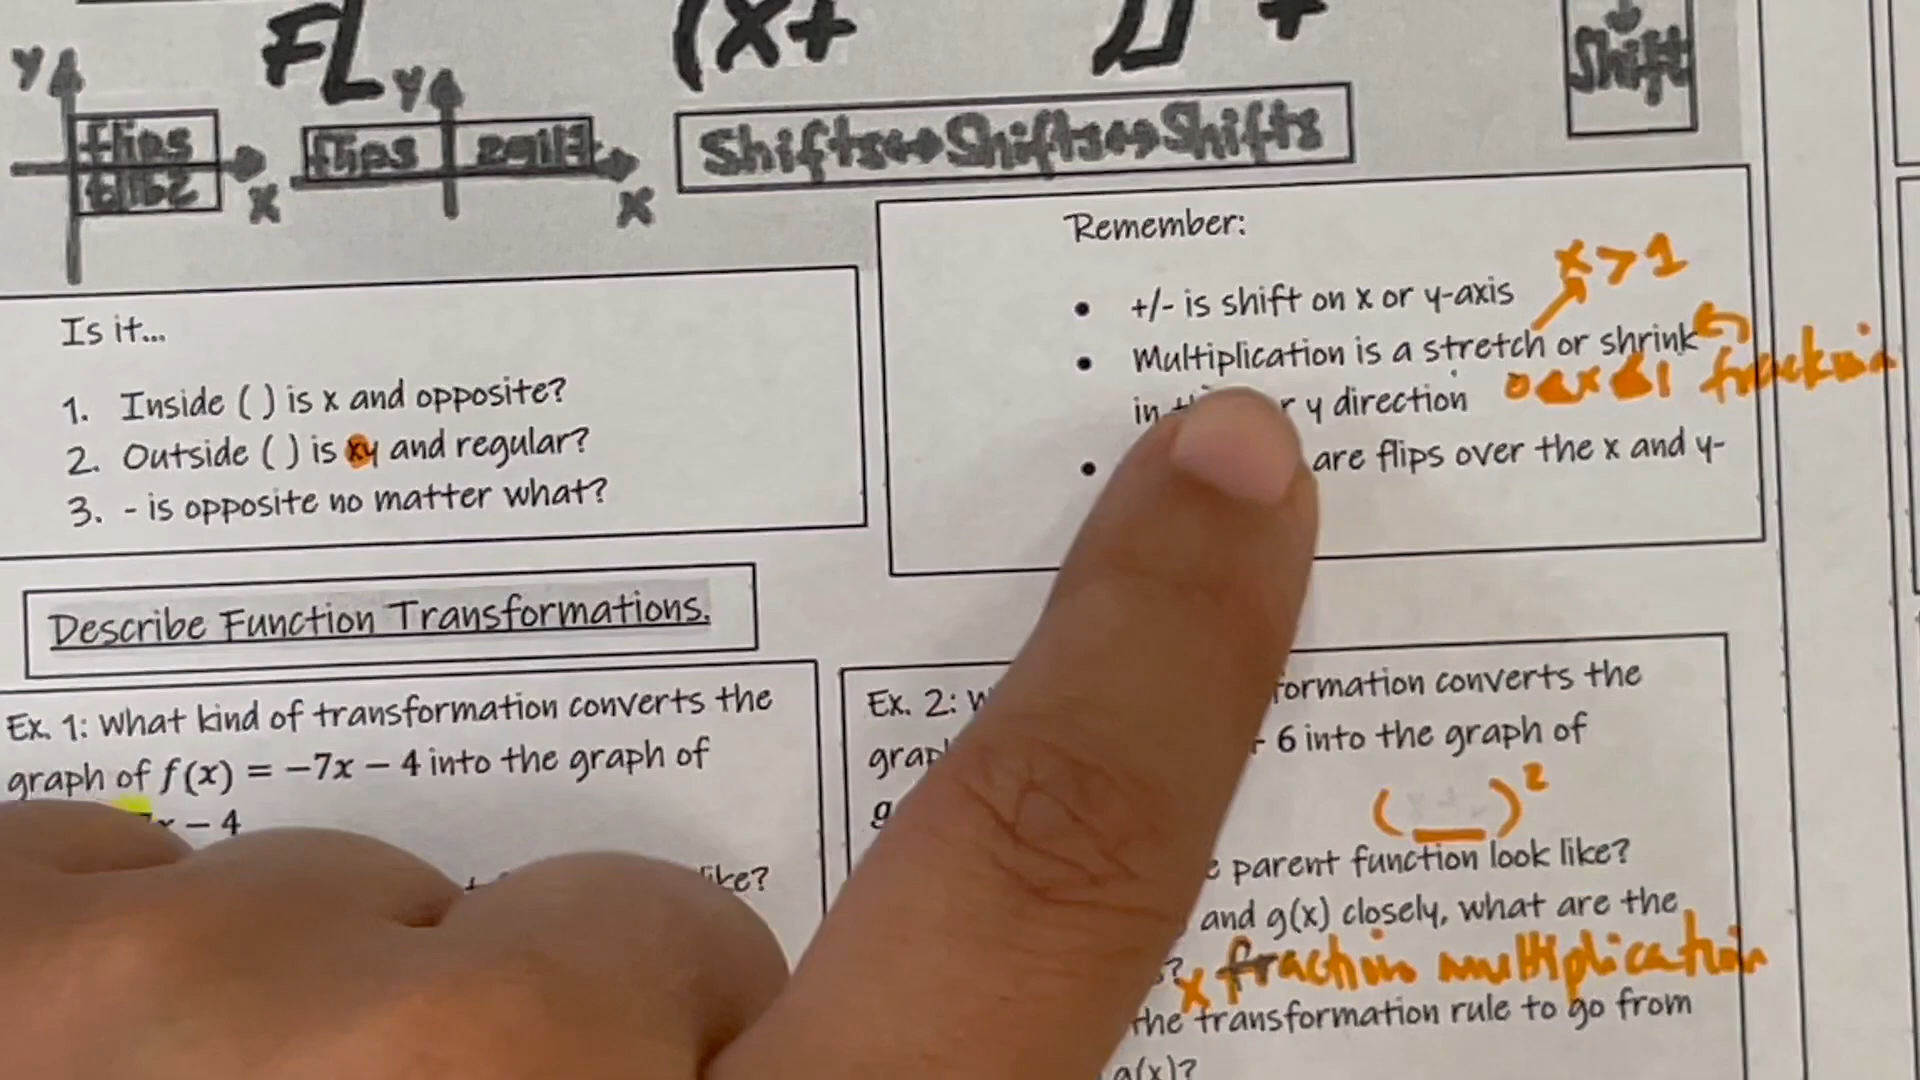 FL (x+ )] +
y y
flips
flips
x
flips flips
x
Shifts↔Shifts↔Shifts
Shift
Is it...
1. Inside ( ) is x and opposite?
2. Outside ( ) is xy and regular?
3. - is opposite no matter what?
Remember:
x > 1
• +/- is shift on x or y-axis
• Multiplication is a stretch or shrink
in y direction 0<x<1 fraction
• are flips over the x and y-
Describe Function Transformations.
Ex. 1: What kind of transformation converts the
graph of f(x) = −7x − 4 into the graph of
x − 4
like?
Ex. 2: converts the
6 into the graph of
g
( )²
parent function look like?
and g(x) closely, what are the
? x fraction multiplication
the transformation rule to go from
g(x)?